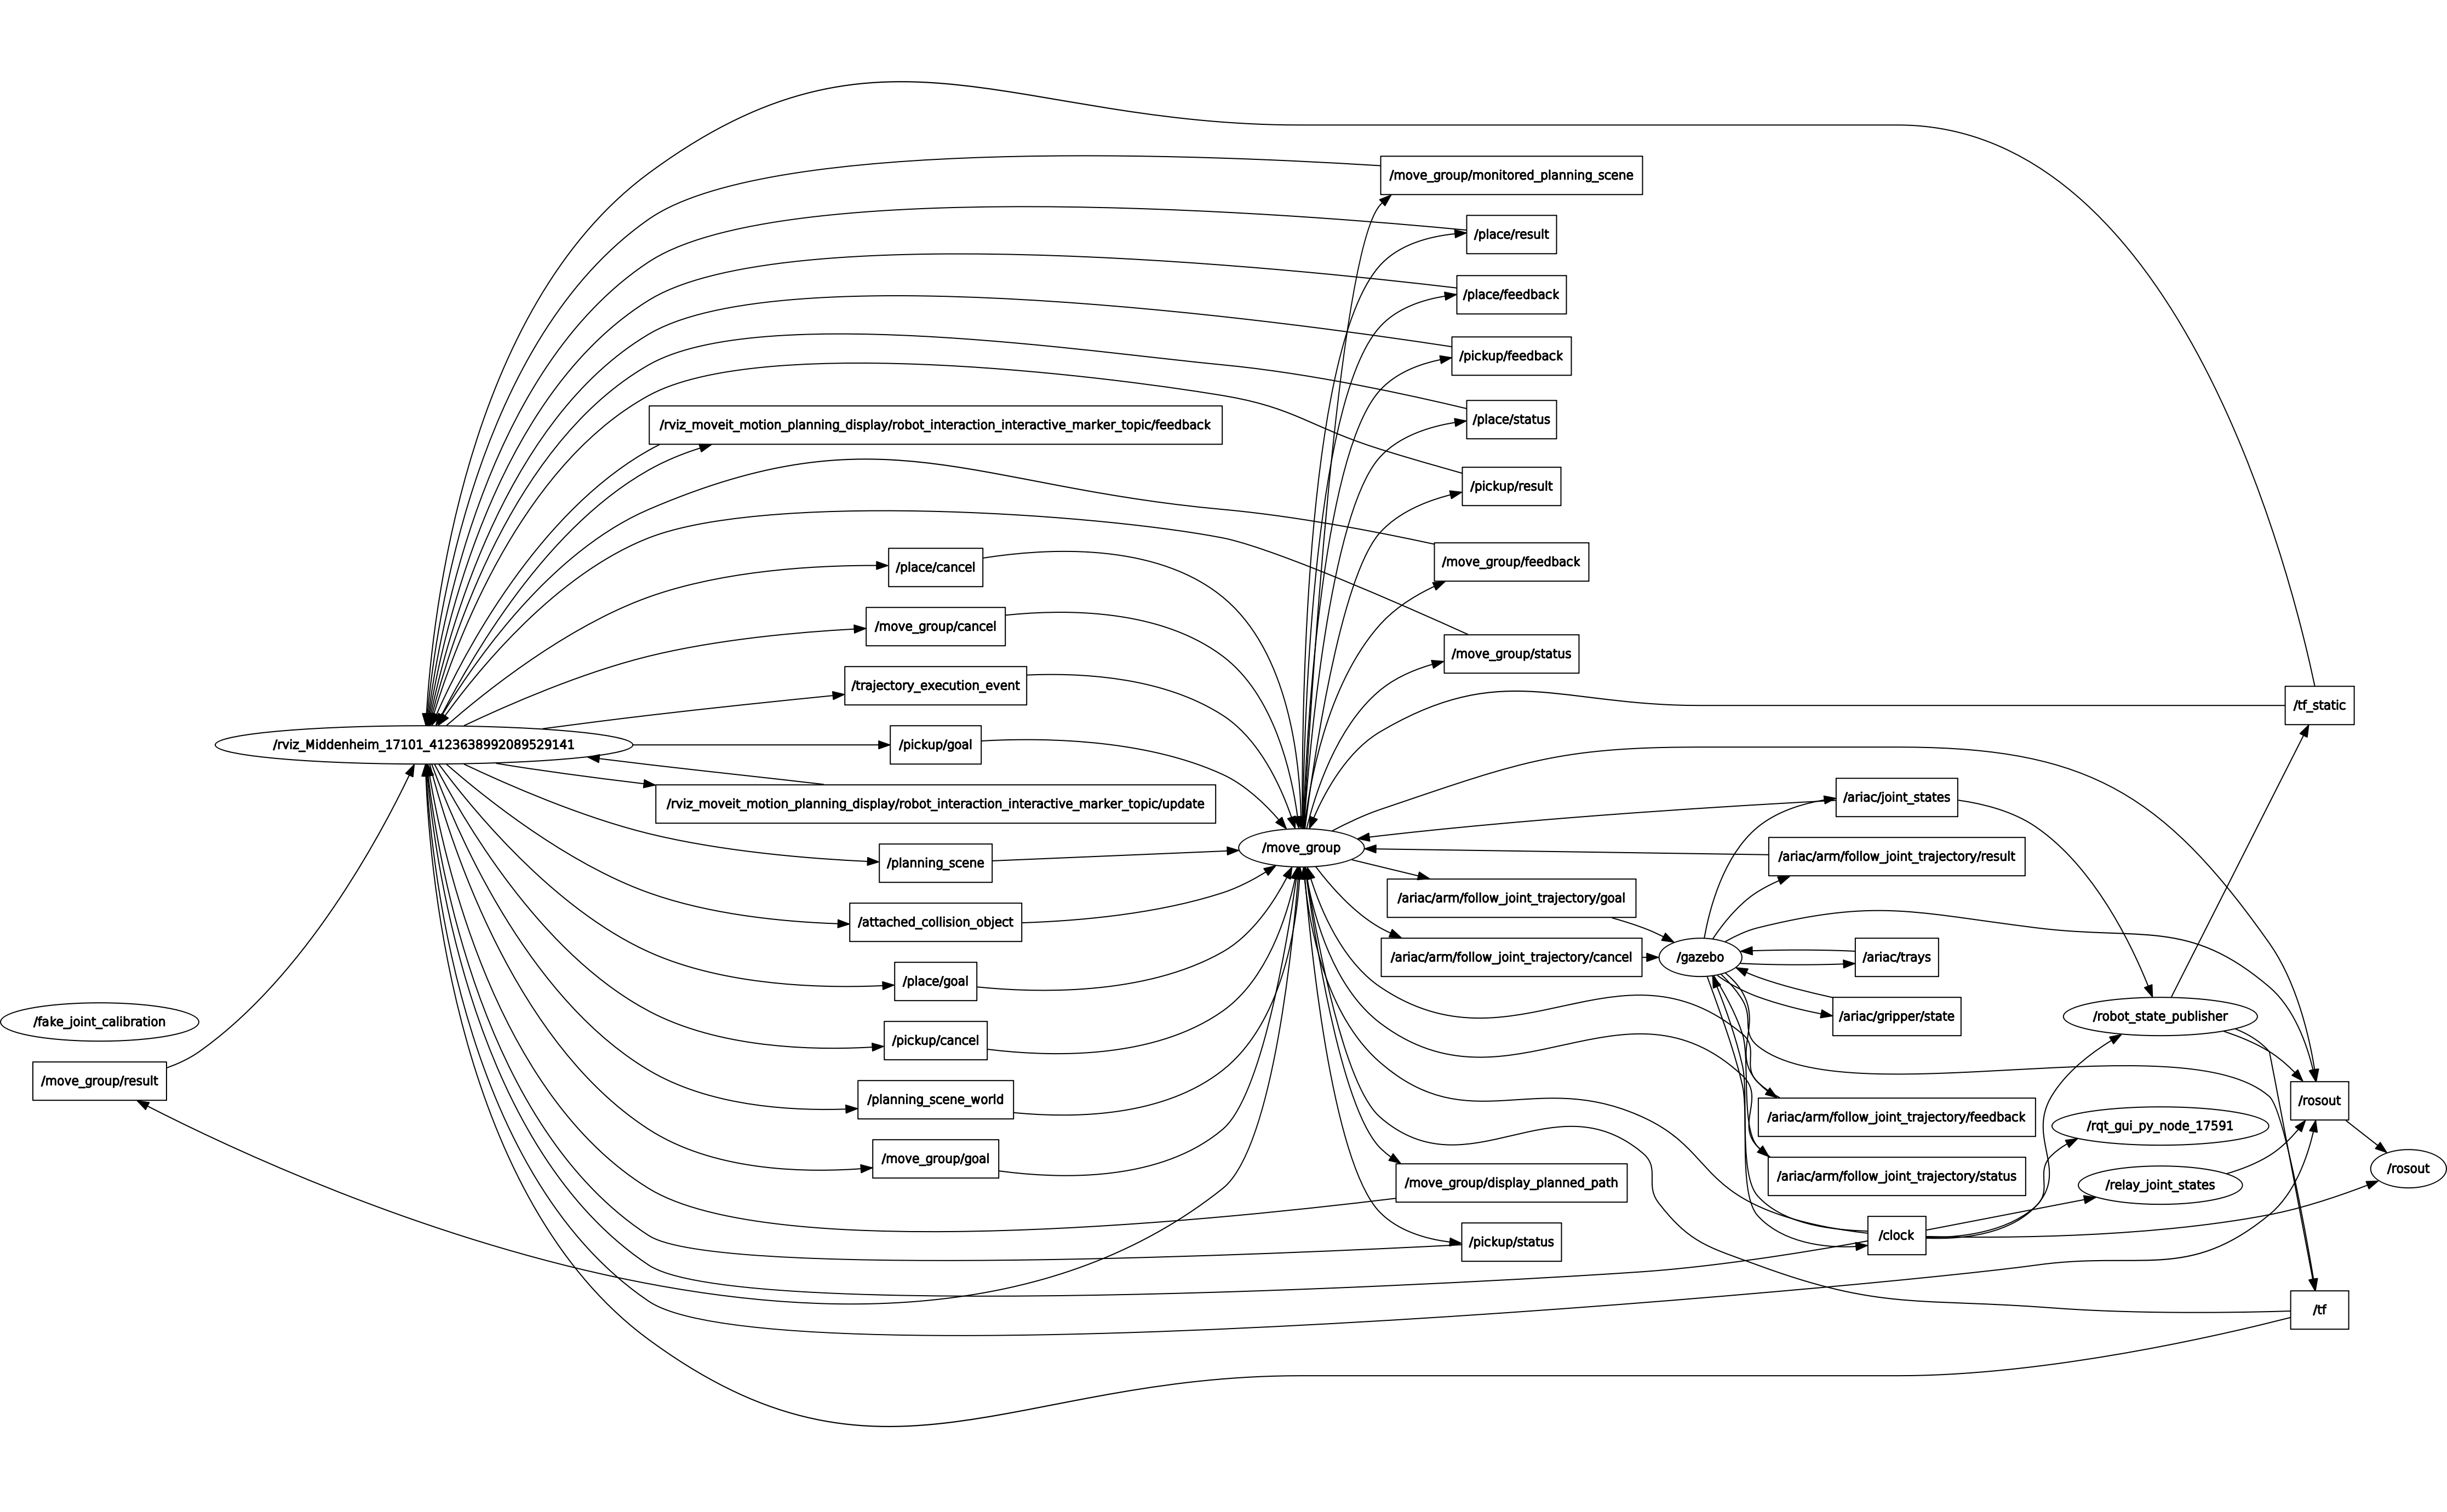 /move_group/monitored_planning_scene
/place/result
/place/feedback
/pickup/feedback
/place/status
/rviz_moveit_motion_planning_display/robot_interaction_interactive_marker_topic/feedback
/pickup/result
/move_group/feedback
/place/cancel
/move_group/cancel
/move_group/status
/trajectory_execution_event
/tf_static
/rviz_Middenheim_17101_4123638992089529141
/pickup/goal
/rviz_moveit_motion_planning_display/robot_interaction_interactive_marker_topic/update
/ariac/joint_states
/move_group
/planning_scene
/ariac/arm/follow_joint_trajectory/result
/ariac/arm/follow_joint_trajectory/goal
/attached_collision_object
/ariac/arm/follow_joint_trajectory/cancel
/gazebo
/ariac/trays
/place/goal
/fake_joint_calibration
/ariac/gripper/state
/robot_state_publisher
/pickup/cancel
/move_group/result
/planning_scene_world
/rosout
/ariac/arm/follow_joint_trajectory/feedback
/rqt_gui_py_node_17591
/move_group/goal
/rosout
/ariac/arm/follow_joint_trajectory/status
/move_group/display_planned_path
/relay_joint_states
/clock
/pickup/status
/tf